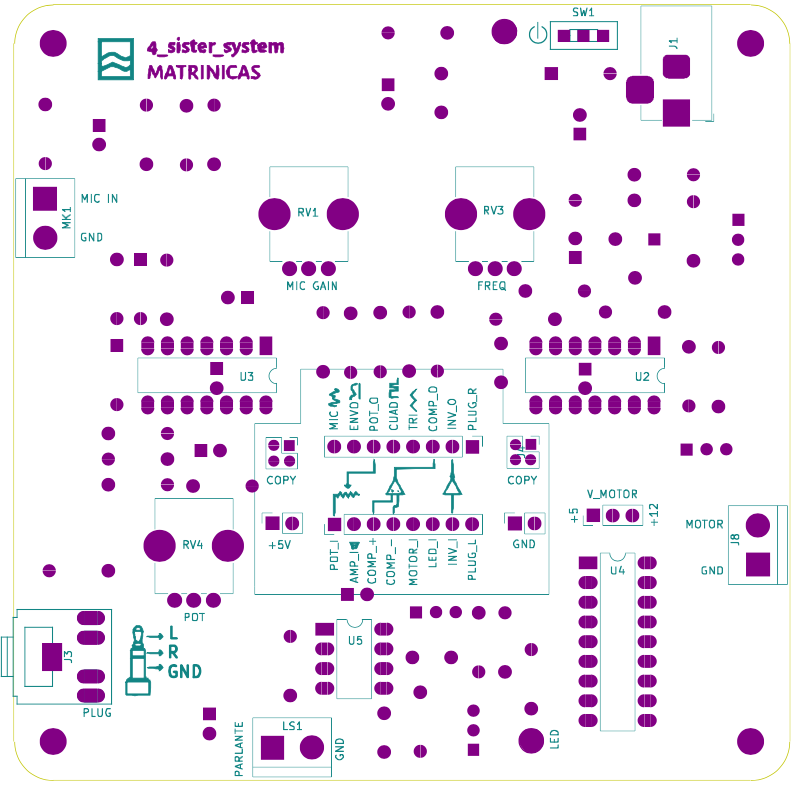 SW1
4_sister_system
MATRINICAS
J1
MIC IN
MK1
GND
RV1
RV3
MIC GAIN
FREQ
U3
U2
MIC
ENVD
POT_O
CUAD
TRI
COMP_O
INV_O
PLUG_R
COPY
COPY
V_MOTOR
+5
+12
+5V
GND
MOTOR
J8
GND
RV4
POT_I
AMP_I
COMP_+
COMP_-
MOTOR_I
LED_I
INV_I
PLUG_L
U4
POT
L
R
GND
J3
U5
PLUG
LS1
PARLANTE
GND
LED